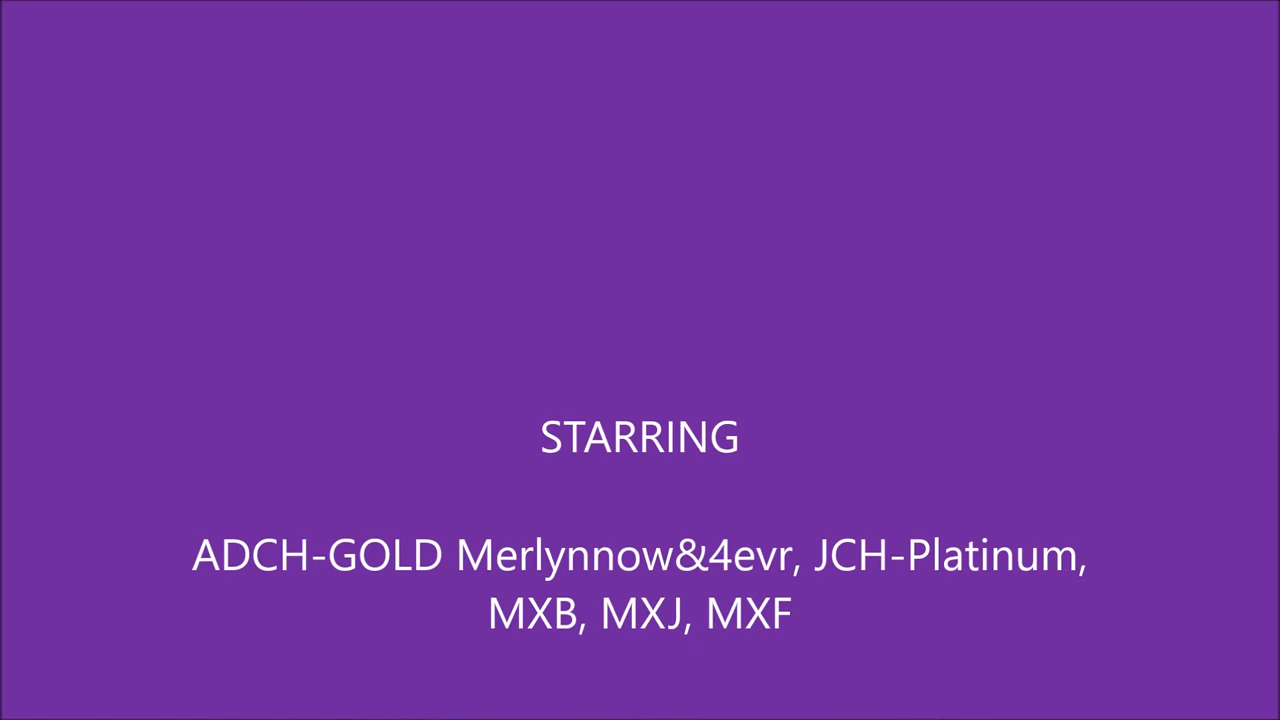 STARRING
ADCH-GOLD Merlynnow&4evr, JCH-Platinum,
MXB, MXJ, MXF